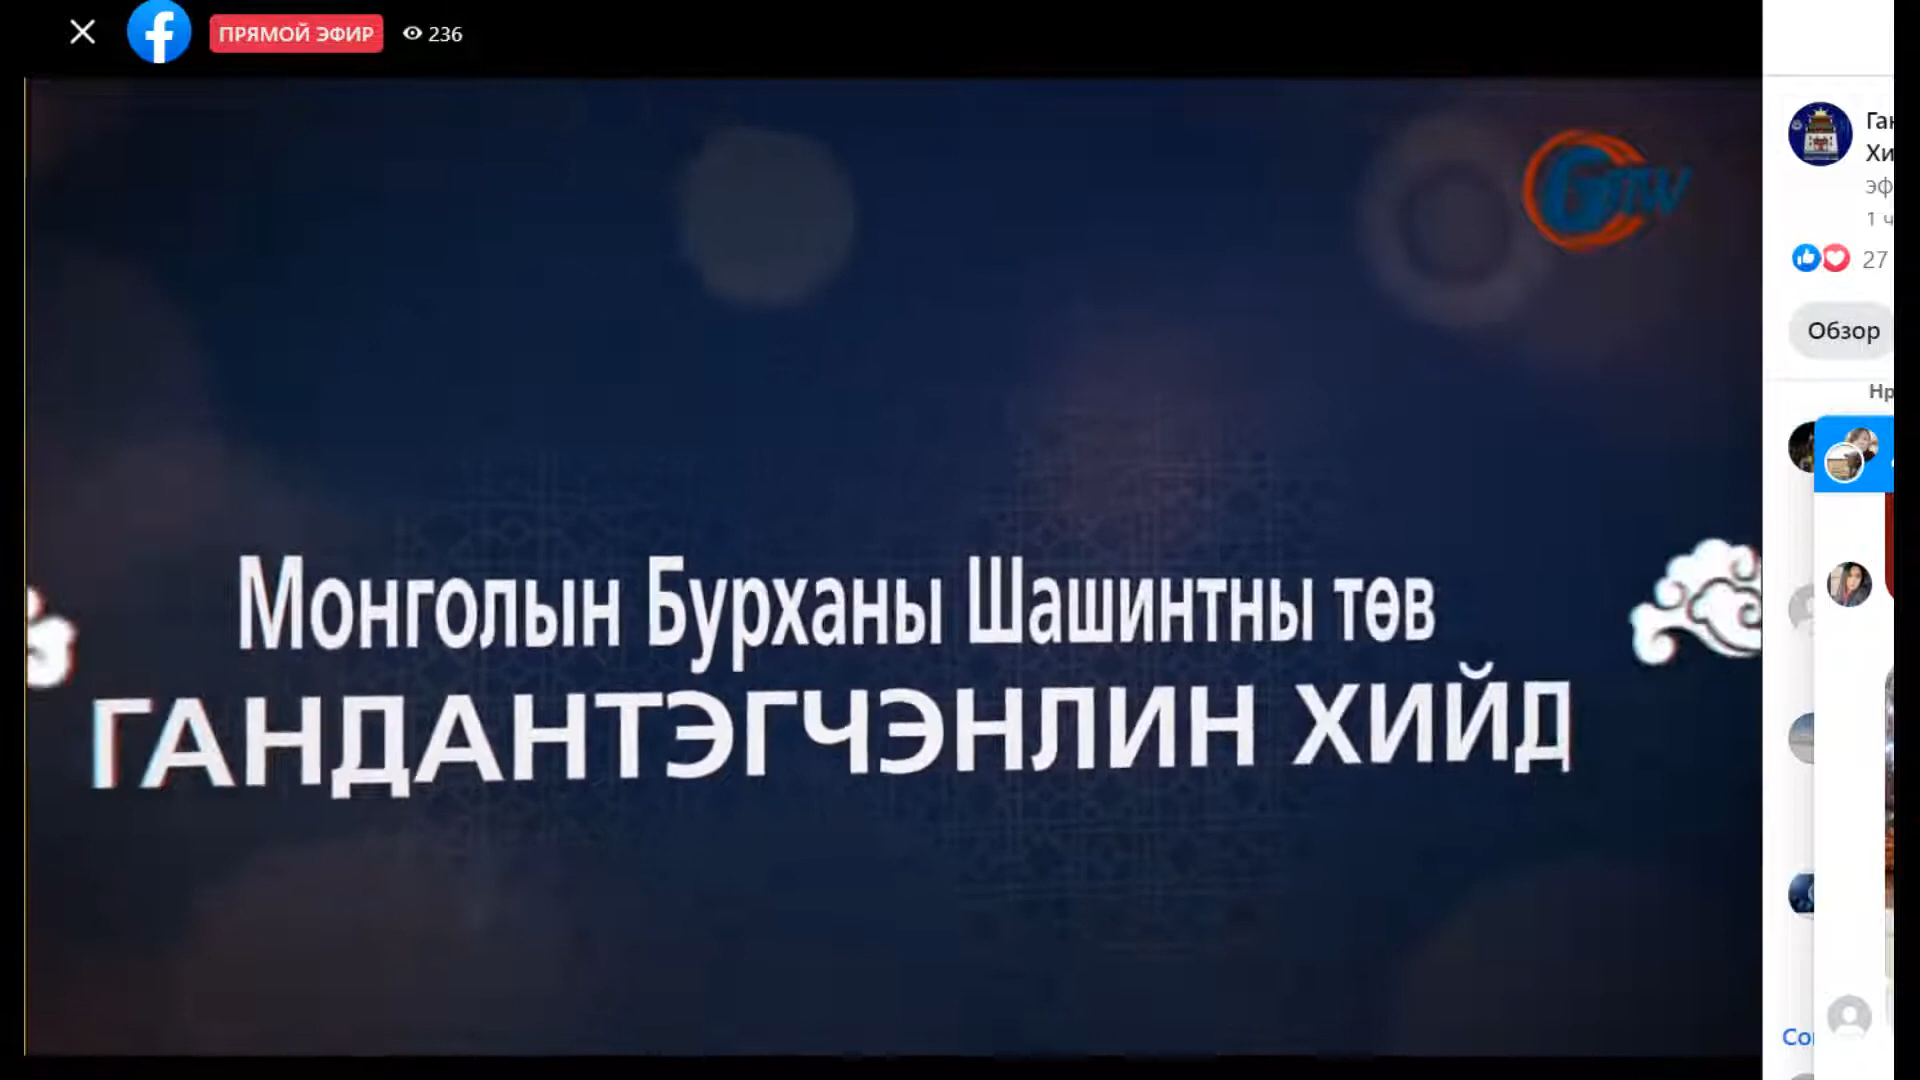 ПРЯМОЙ ЭФИР
236
Монголын Бурханы Шашинтны төв
ГАНДАНТЭГЧЭНЛИН ХИЙД
27
Обзор